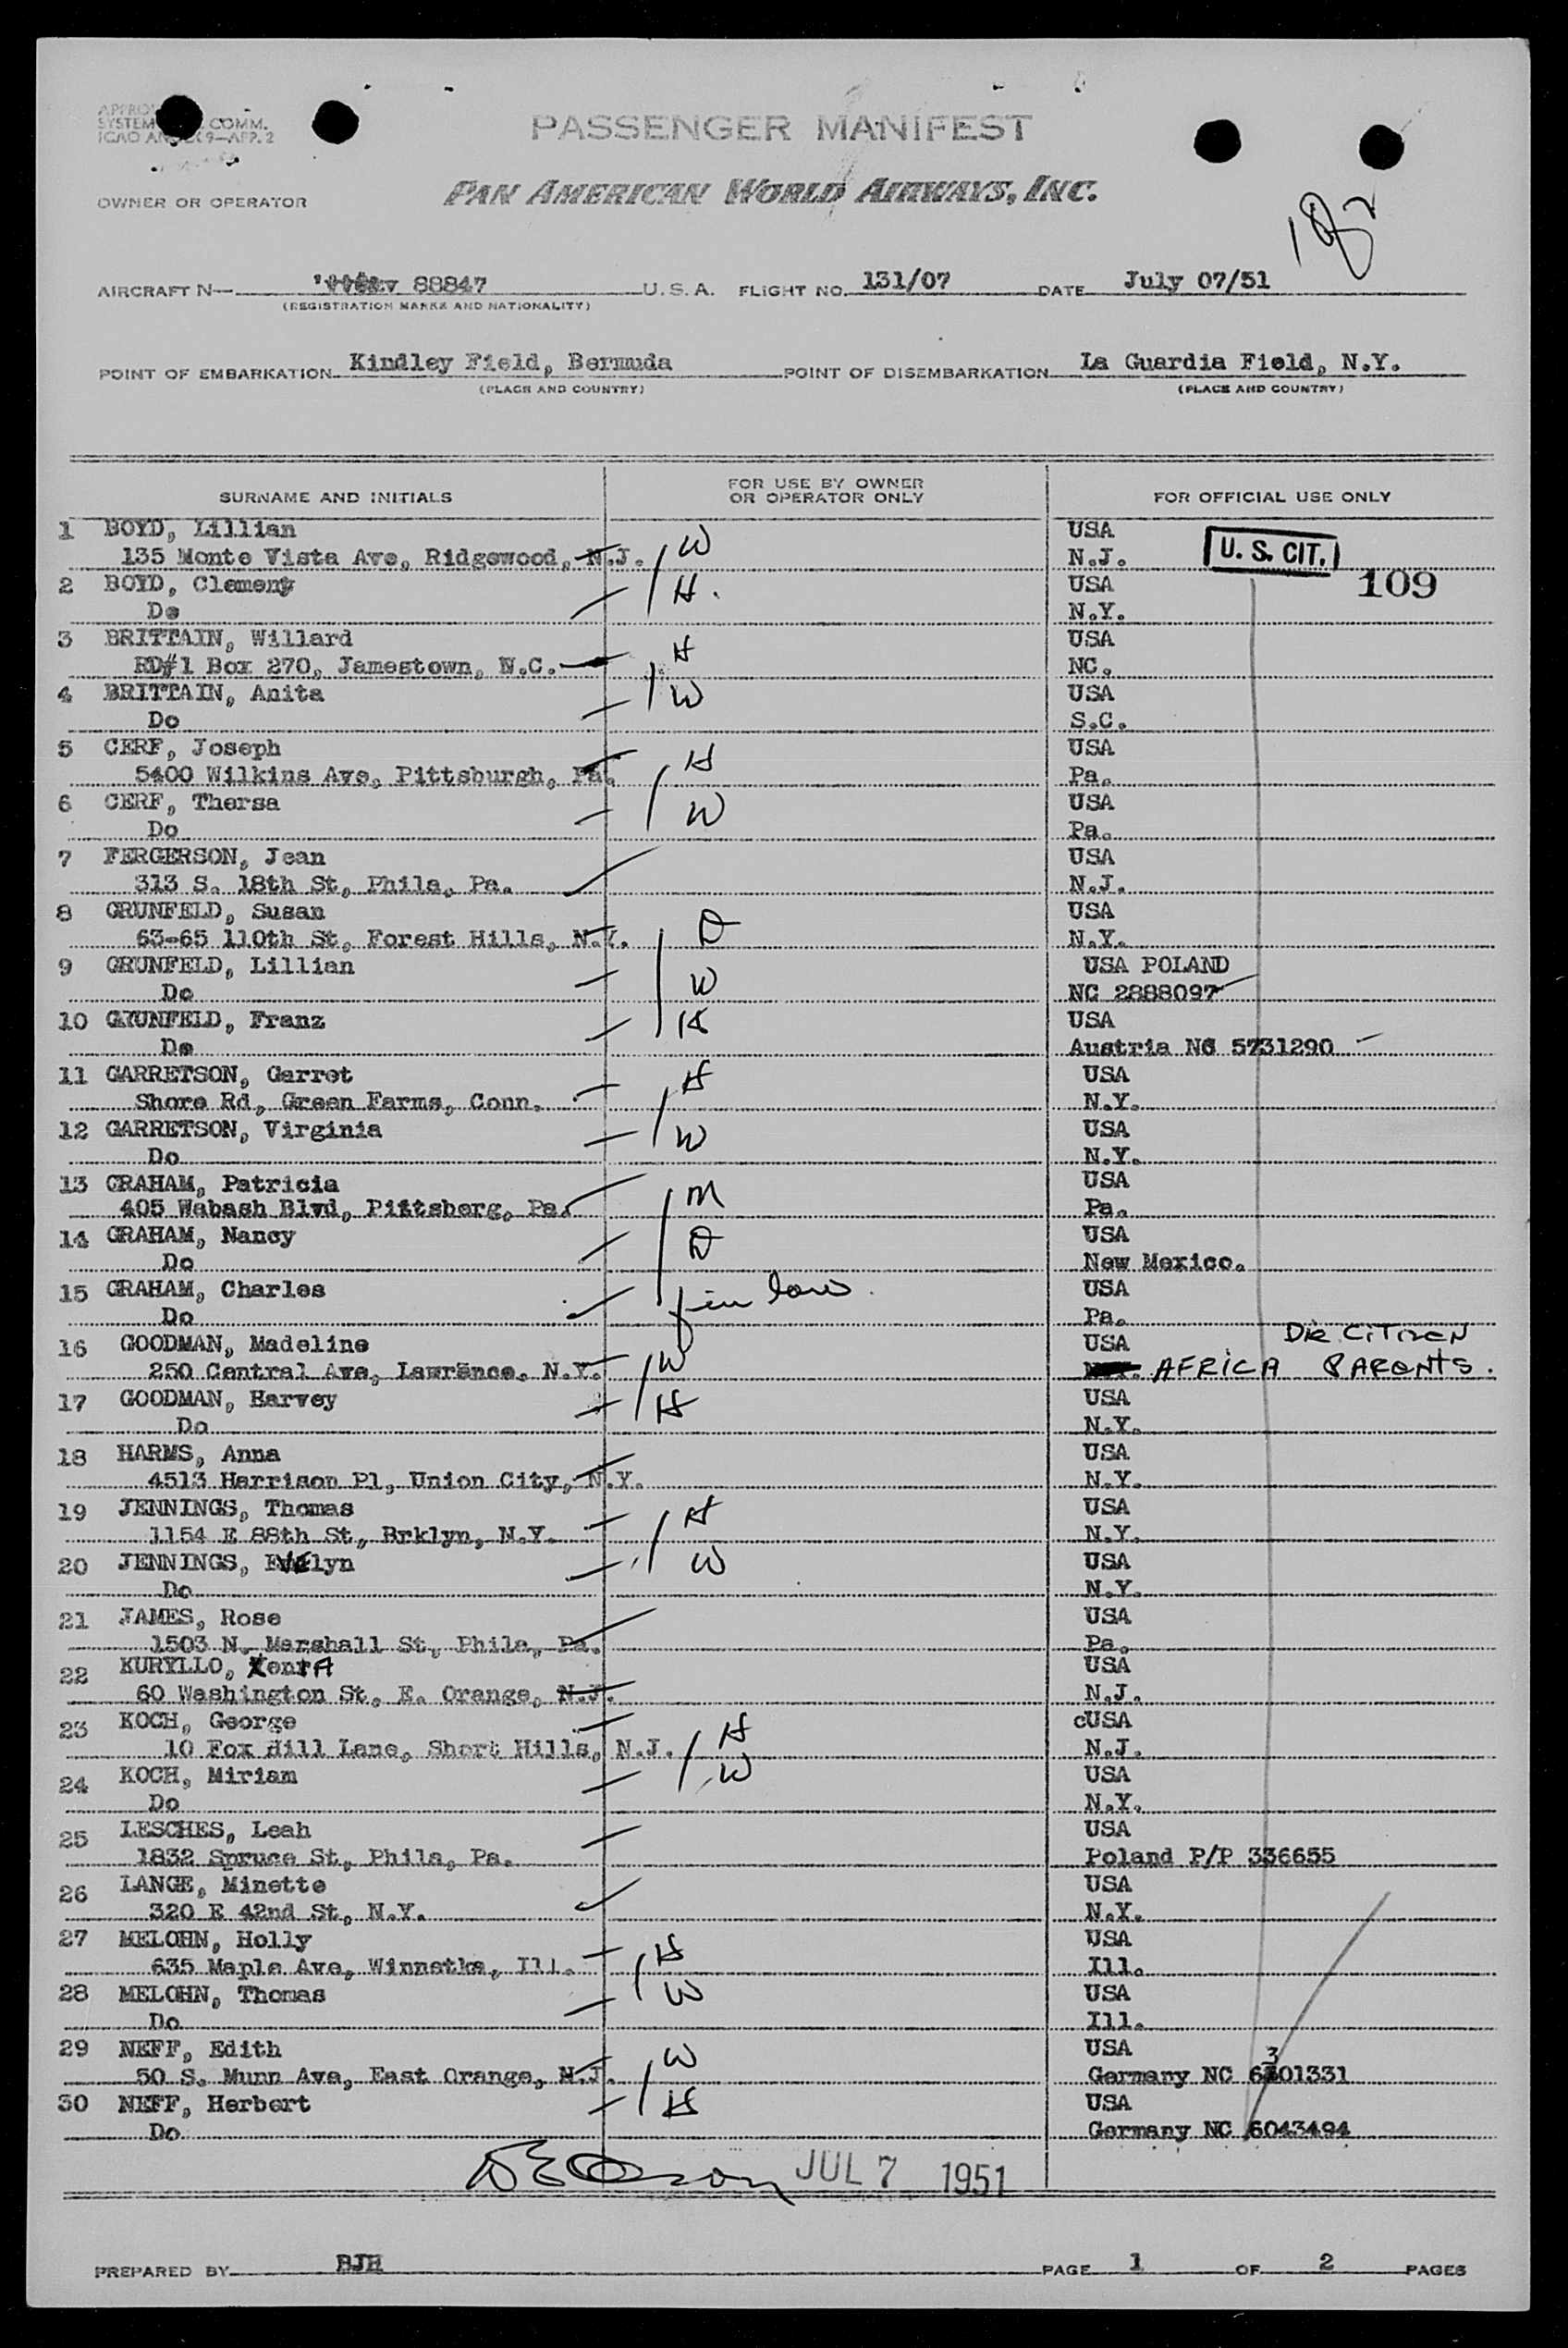 SYSTEM COMM.
ICAO ANNEX 9—APP. 2
PASSENGER MANIFEST
OWNER OR OPERATOR PAN AMERICAN WORLD AIRWAYS, INC.
AIRCRAFT N— 88847 U.S.A. FLIGHT NO. 131/07 DATE July 07/51
(REGISTRATION MARKS AND NATIONALITY)
POINT OF EMBARKATION Kindley Field, Bermuda POINT OF DISEMBARKATION La Guardia Field, N.Y.
(PLACE AND COUNTRY) (PLACE AND COUNTRY)
SURNAME AND INITIALS FOR USE BY OWNER OR OPERATOR ONLY FOR OFFICIAL USE ONLY
1 BOYD, Lillian USA
135 Monte Vista Ave, Ridgewood, N.J. W N.J. U. S. CIT.
2 BOYD, Clement H. USA 109
Do N.Y.
3 BRITTAIN, Willard H USA
RD#1 Box 270, Jamestown, N.C. NC.
4 BRITTAIN, Anita W USA
Do S.C.
5 CERF, Joseph H USA
5400 Wilkins Ave, Pittsburgh, Pa. Pa.
6 CERF, Thersa W USA
Do Pa.
7 FERGERSON, Jean USA
313 S. 18th St, Phila, Pa. N.J.
8 GRUNFELD, Susan D USA
63-65 110th St, Forest Hills, N.Y. N.Y.
9 GRUNFELD, Lillian W USA POLAND
Do NC 2888097
10 GRUNFELD, Franz H USA
Do Austria NC 5731290
11 GARRETSON, Garret H USA
Shore Rd, Green Farms, Conn. N.Y.
12 GARRETSON, Virginia W USA
Do N.Y.
13 GRAHAM, Patricia M USA
405 Wabash Blvd, Pittsberg, Pa. Pa.
14 GRAHAM, Nancy D USA
Do New Mexico.
15 GRAHAM, Charles USA
Do Pa.
16 GOODMAN, Madeline W USA CITIZEN
250 Central Ave, Lawrence, N.Y. AFRICA PARENTS.
17 GOODMAN, Harvey H USA
Do N.Y.
18 HARMS, Anna USA
4513 Harrison Pl, Union City, N.Y. N.Y.
19 JENNINGS, Thomas H USA
1154 E 88th St, Brklyn, N.Y. N.Y.
20 JENNINGS, EVElyn W USA
Do N.Y.
21 JAMES, Rose USA
1503 N. Marshall St, Phila, Pa. Pa.
22 KURYLLO, USA
60 Washington St, E. Orange, N.J. N.J.
23 KOCH, George H cUSA
10 Fox Hill Lane, Short Hills, N.J. N.J.
24 KOCH, Miriam W USA
Do N.Y.
25 LESCHES, Leah USA
1832 Spruce St, Phila, Pa. Poland P/P 336655
26 LANGE, Minette USA
320 E 42nd St, N.Y. N.Y.
27 MELOHN, Holly H USA
635 Maple Ave, Winnetka, Ill. Ill.
28 MELOHN, Thomas W USA
Do Ill.
29 NEFF, Edith W USA
50 S. Munn Ave, East Orange, N.J. Germany NC 6301331
30 NEFF, Herbert H USA
Do Germany NC 6043494
JUL 7 1951
PREPARED BY BJH PAGE 1 OF 2 PAGES